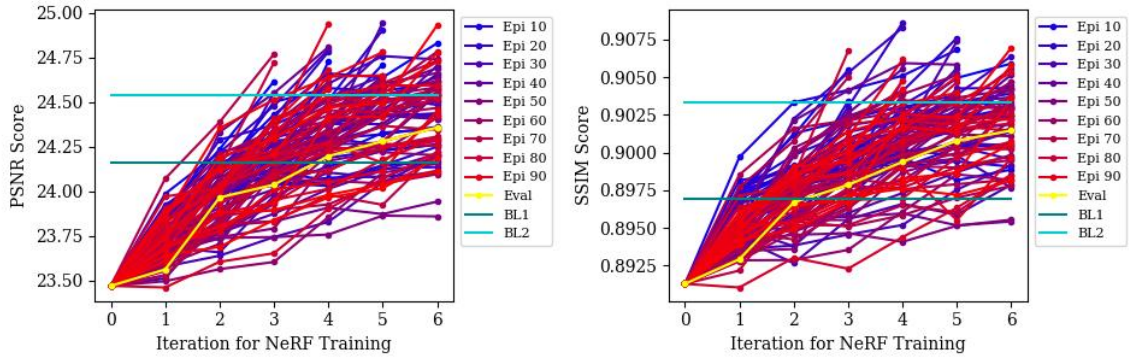 25.00
24.75
24.50
24.25
24.00
23.75
23.50
PSNR Score
0 1 2 3 4 5 6
Iteration for NeRF Training
Epi 10
Epi 20
Epi 30
Epi 40
Epi 50
Epi 60
Epi 70
Epi 80
Epi 90
Eval
BL1
BL2
0.9075
0.9050
0.9025
0.9000
0.8975
0.8950
0.8925
SSIM Score
0 1 2 3 4 5 6
Iteration for NeRF Training
Epi 10
Epi 20
Epi 30
Epi 40
Epi 50
Epi 60
Epi 70
Epi 80
Epi 90
Eval
BL1
BL2